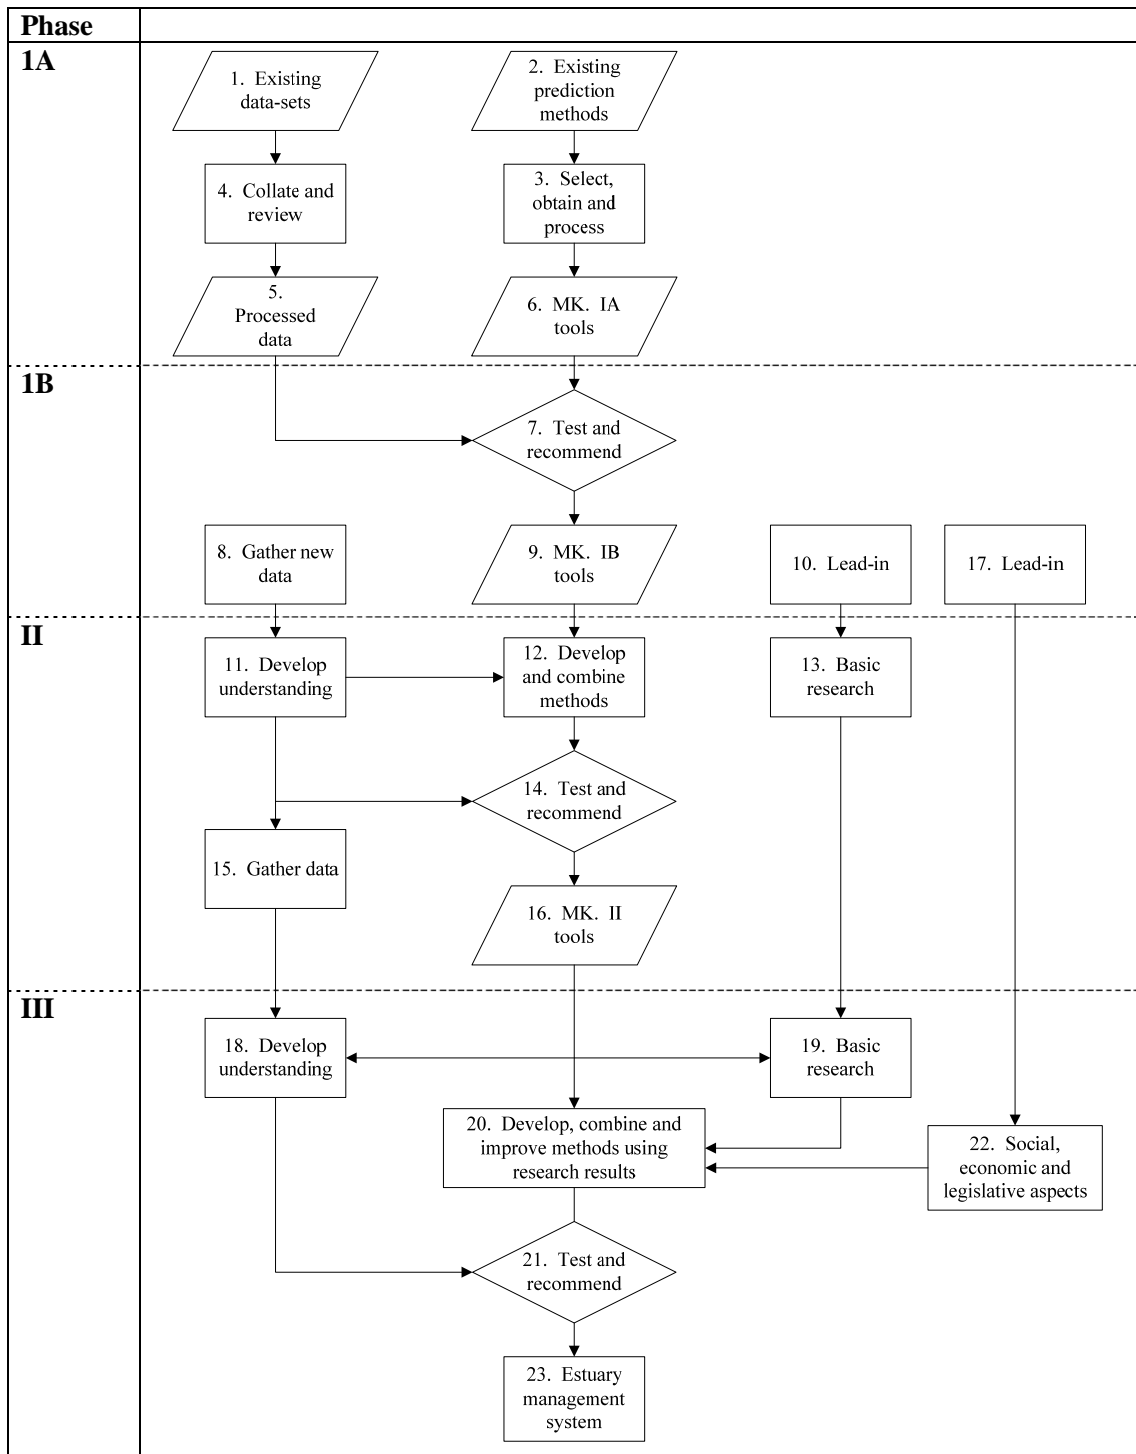 Phase
1A
1. Existing
data-sets
2. Existing
prediction
methods
4. Collate and
review
3. Select,
obtain and
process
5.
Processed
data
6. MK. IA
tools
1B
7. Test and
recommend
8. Gather new
data
9. MK. IB
tools
10. Lead-in
17. Lead-in
II
11. Develop
understanding
12. Develop
and combine
methods
13. Basic
research
14. Test and
recommend
15. Gather data
16. MK. II
tools
III
18. Develop
understanding
19. Basic
research
20. Develop, combine and
improve methods using
research results
22. Social,
economic and
legislative aspects
21. Test and
recommend
23. Estuary
management
system